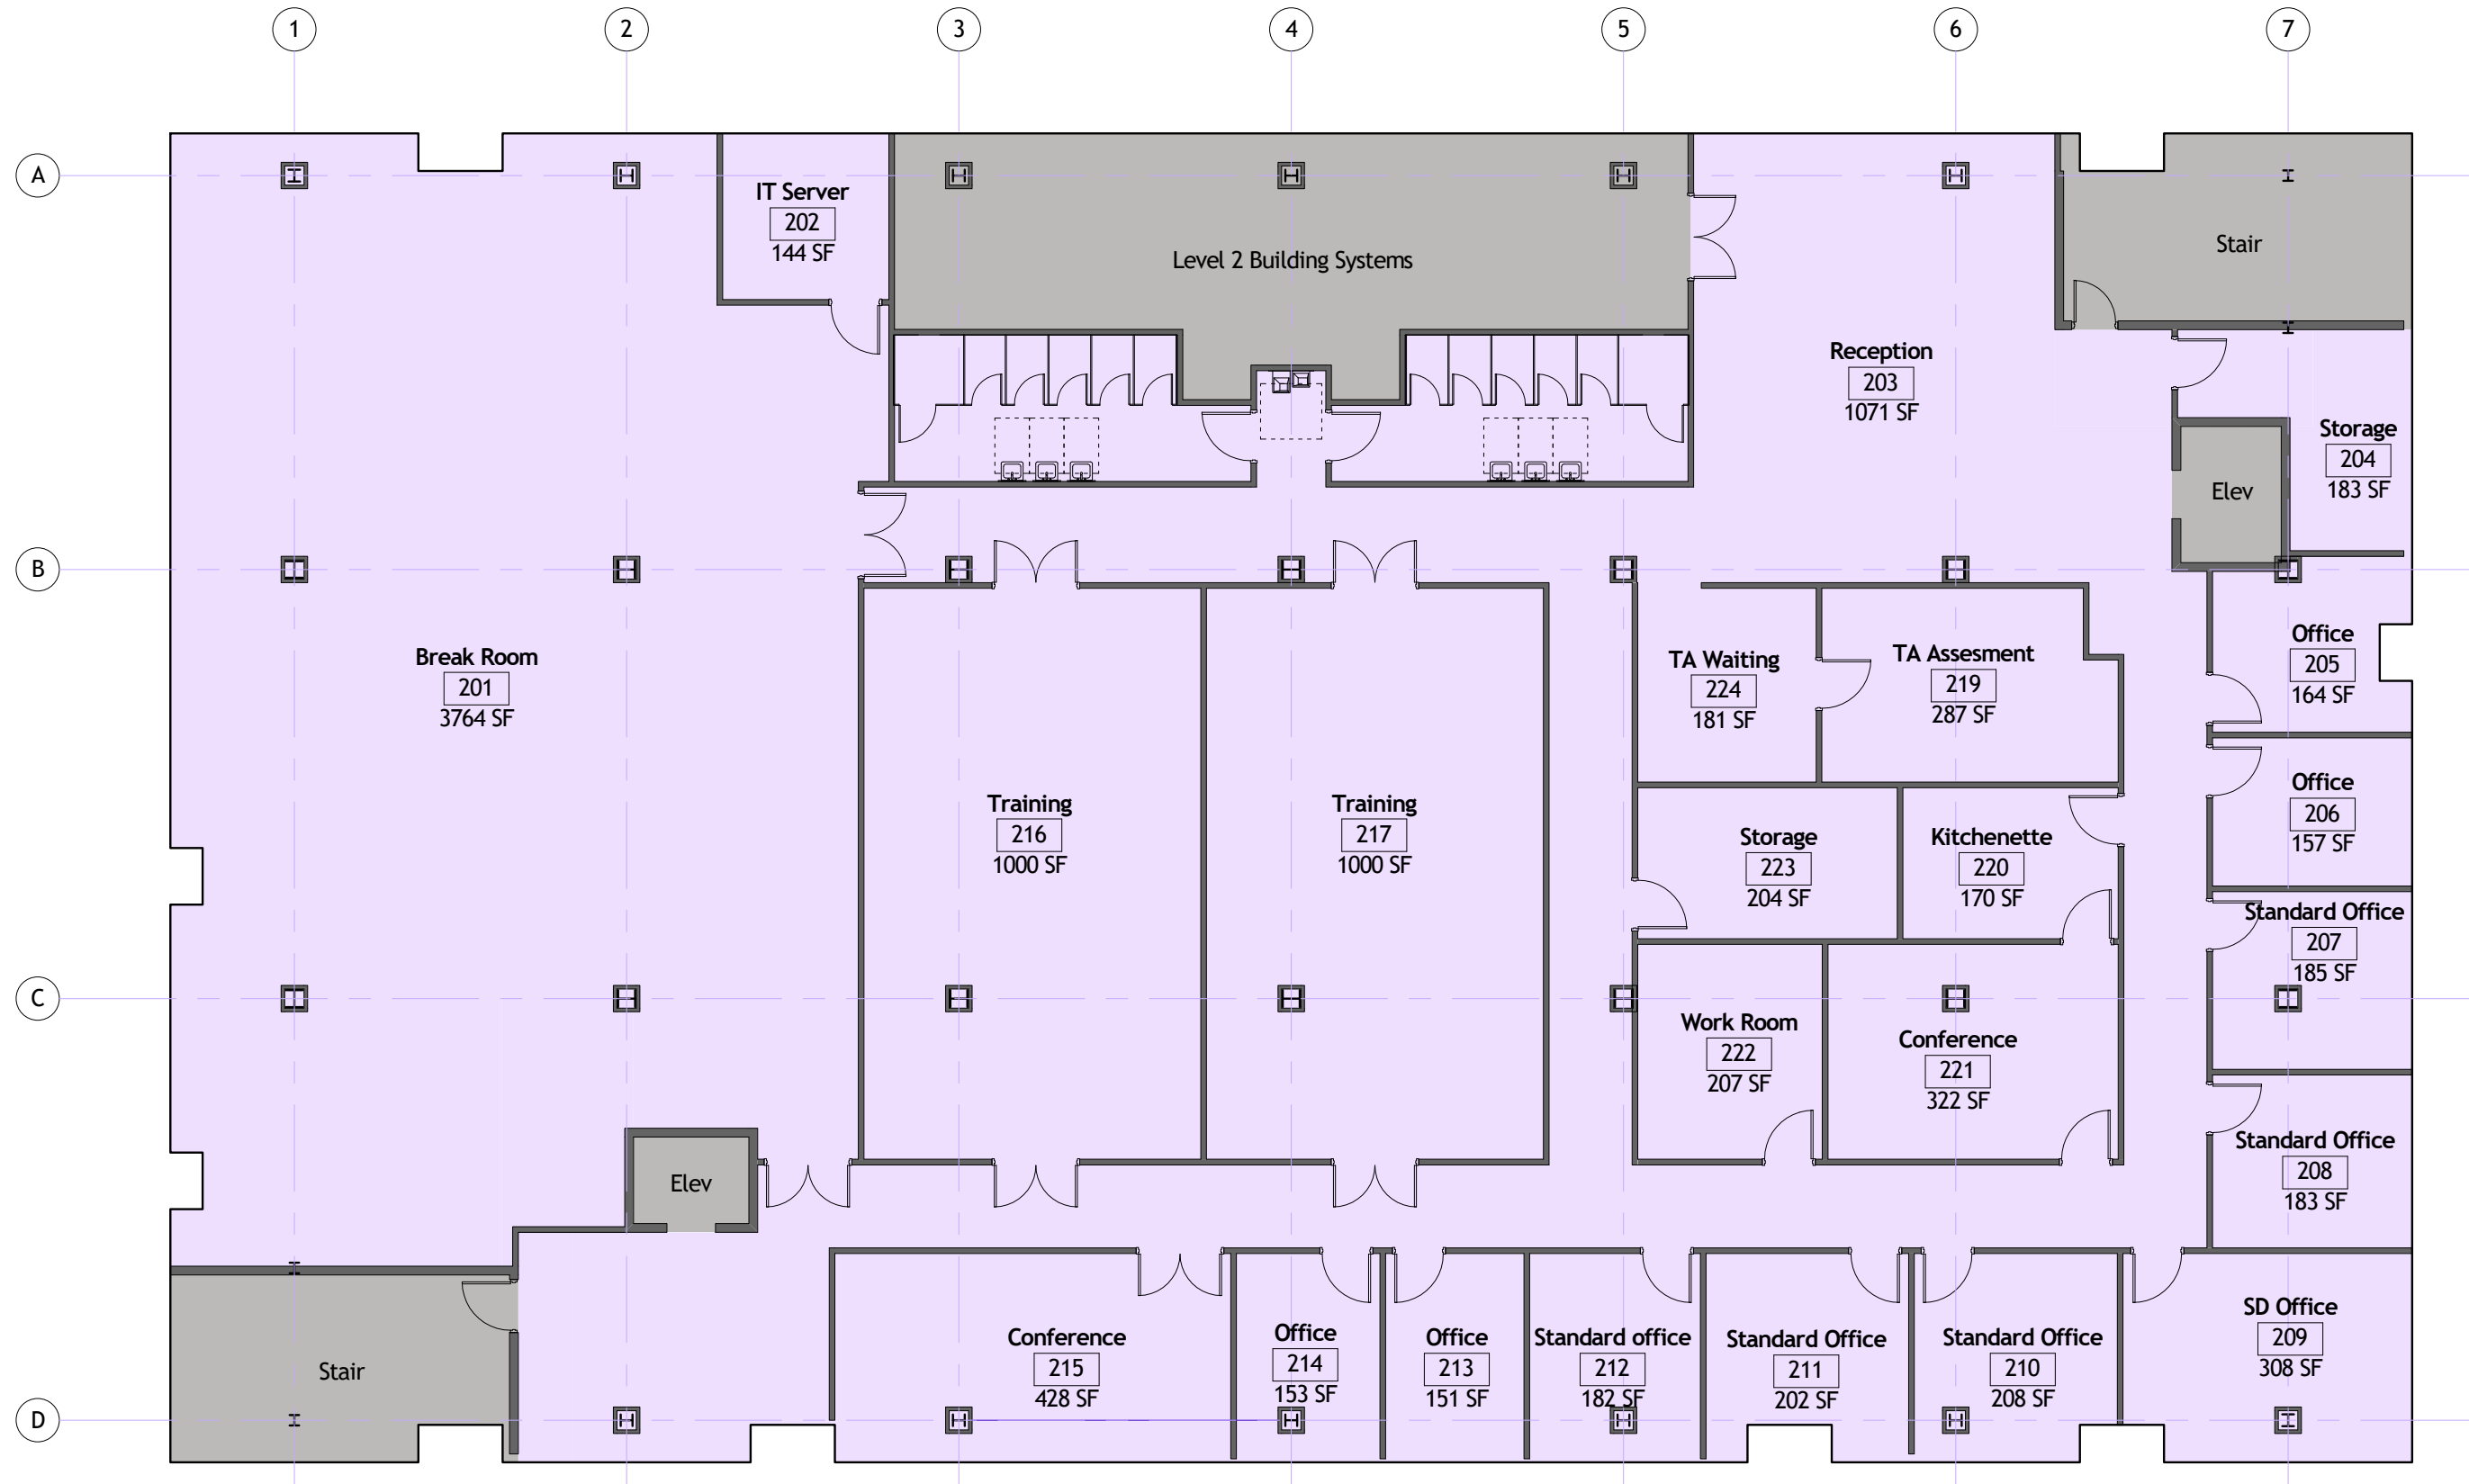 1
2
3
4
5
6
7
A
B
C
D
IT Server
202
144 SF
Level 2 Building Systems
Stair
Reception
203
1071 SF
Storage
204
183 SF
Elev
Break Room
201
3764 SF
Office
205
164 SF
TA Waiting
224
181 SF
TA Assesment
219
287 SF
Training
216
1000 SF
Training
217
1000 SF
Storage
223
204 SF
Kitchenette
220
170 SF
Office
206
157 SF
Standard Office
207
185 SF
Work Room
222
207 SF
Conference
221
322 SF
Standard Office
208
183 SF
Elev
Stair
Conference
215
428 SF
Office
214
153 SF
Office
213
151 SF
Standard office
212
182 SF
Standard Office
211
202 SF
Standard Office
210
208 SF
SD Office
209
308 SF